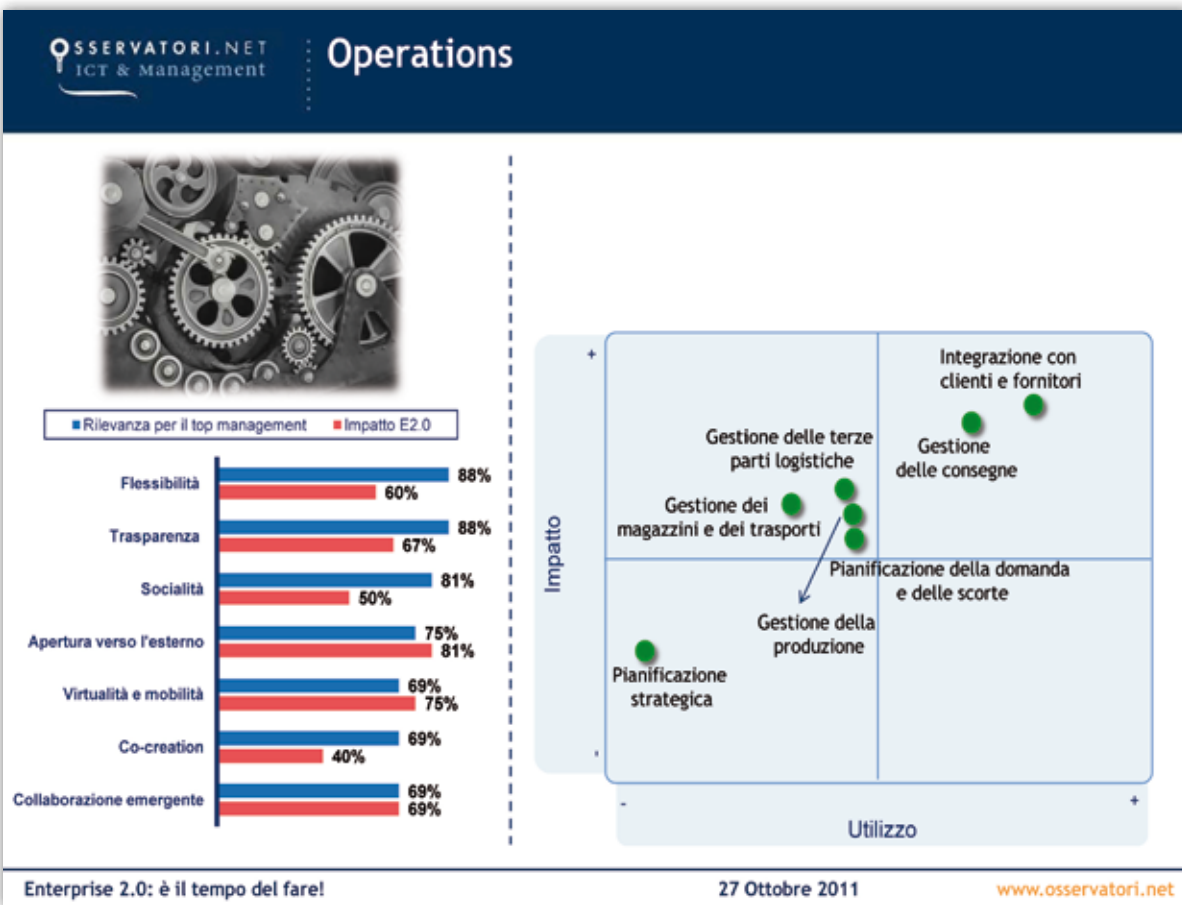 OSSERVATORI.NET
ICT & Management
Operations
Rilevanza per il top management
Impatto E2.0
Flessibilità
88%
60%
Trasparenza
88%
67%
Socialità
81%
50%
Apertura verso l'esterno
75%
81%
Virtualità e mobilità
69%
75%
Co-creation
69%
40%
Collaborazione emergente
69%
69%
+
Impatto
-
Integrazione con
clienti e fornitori
Gestione
delle consegne
Gestione delle terze
parti logistiche
Gestione dei
magazzini e dei trasporti
Pianificazione della domanda
e delle scorte
Gestione della
produzione
Pianificazione
strategica
-
+
Utilizzo
Enterprise 2.0: è il tempo del fare!
27 Ottobre 2011
www.osservatori.net